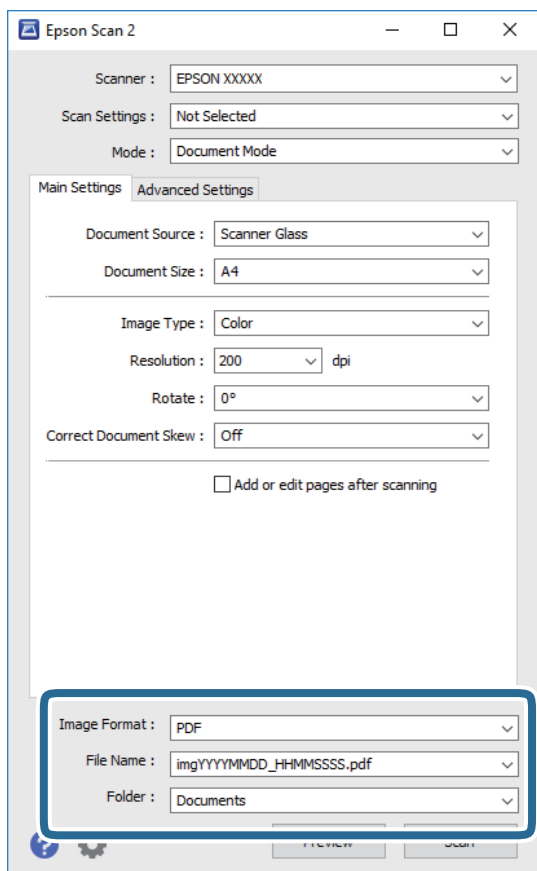 Epson Scan 2
Scanner : EPSON XXXXX
Scan Settings : Not Selected
Mode : Document Mode
Main Settings Advanced Settings
Document Source : Scanner Glass
Document Size : A4
Image Type : Color
Resolution : 200 dpi
Rotate : 0°
Correct Document Skew : Off
Add or edit pages after scanning
Image Format : PDF
File Name : imgYYYYMMDD_HHMMSSSS.pdf
Folder : Documents
? Preview Scan